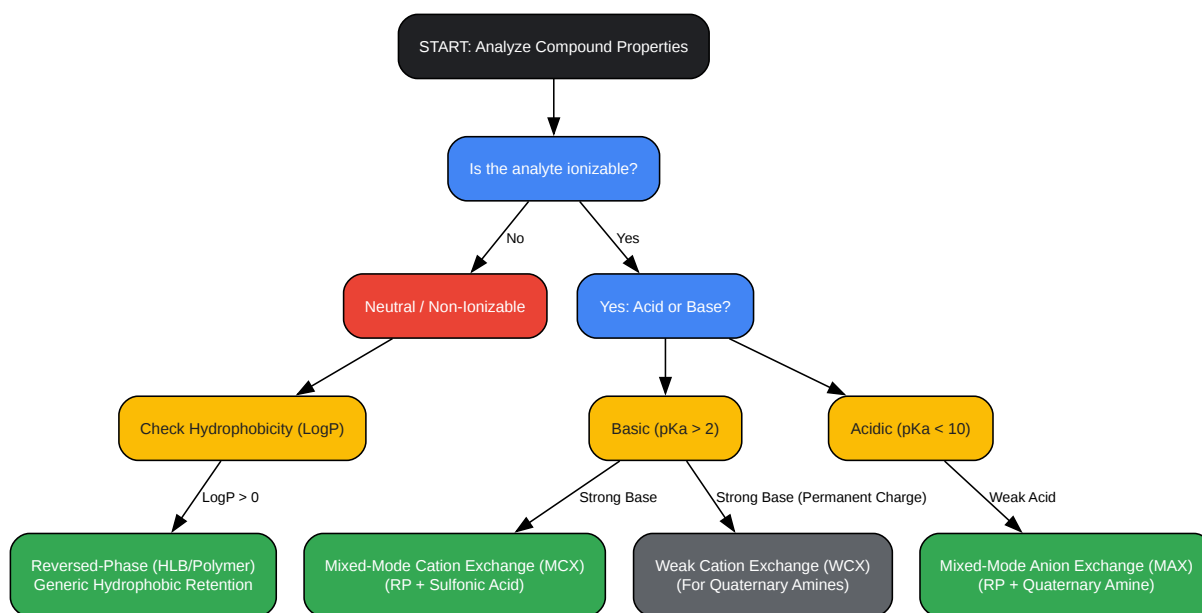 START: Analyze Compound Properties
Is the analyte ionizable?
No
Yes
Neutral / Non-Ionizable
Yes: Acid or Base?
Check Hydrophobicity (LogP)
Basic (pKa > 2)
Acidic (pKa < 10)
LogP > 0
Strong Base
Strong Base (Permanent Charge)
Weak Acid
Reversed-Phase (HLB/Polymer)
Generic Hydrophobic Retention
Mixed-Mode Cation Exchange (MCX)
(RP + Sulfonic Acid)
Weak Cation Exchange (WCX)
(For Quaternary Amines)
Mixed-Mode Anion Exchange (MAX)
(RP + Quaternary Amine)